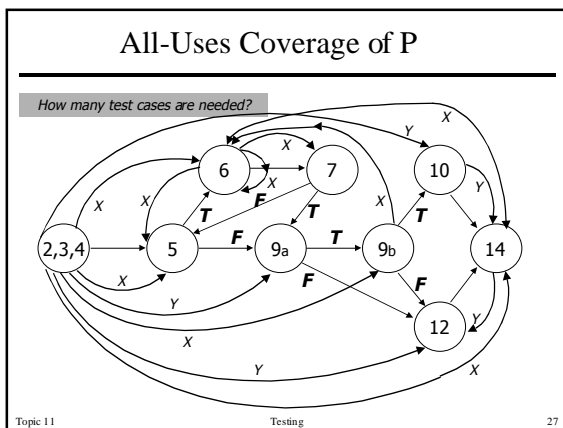 All-Uses Coverage of P
How many test cases are needed?
X
Y
6
X
7
10
X
X
X
F
X
Y
T
T
T
2,3,4
5
F
9a
T
9b
14
X
F
F
Y
X
12
Y
Y
X
Topic 11
Testing
27